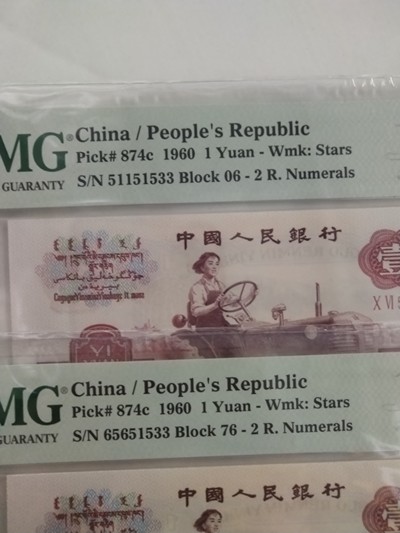 MG® China / People's Republic
Pick# 874c 1960 1 Yuan - Wmk: Stars
GUARANTY S/N 51151533 Block 06 - 2 R. Numerals
中國人民銀行
壹
YI
MG® China / People's Republic
Pick# 874c 1960 1 Yuan - Wmk: Stars
GUARANTY S/N 65651533 Block 76 - 2 R. Numerals
中國人民銀行